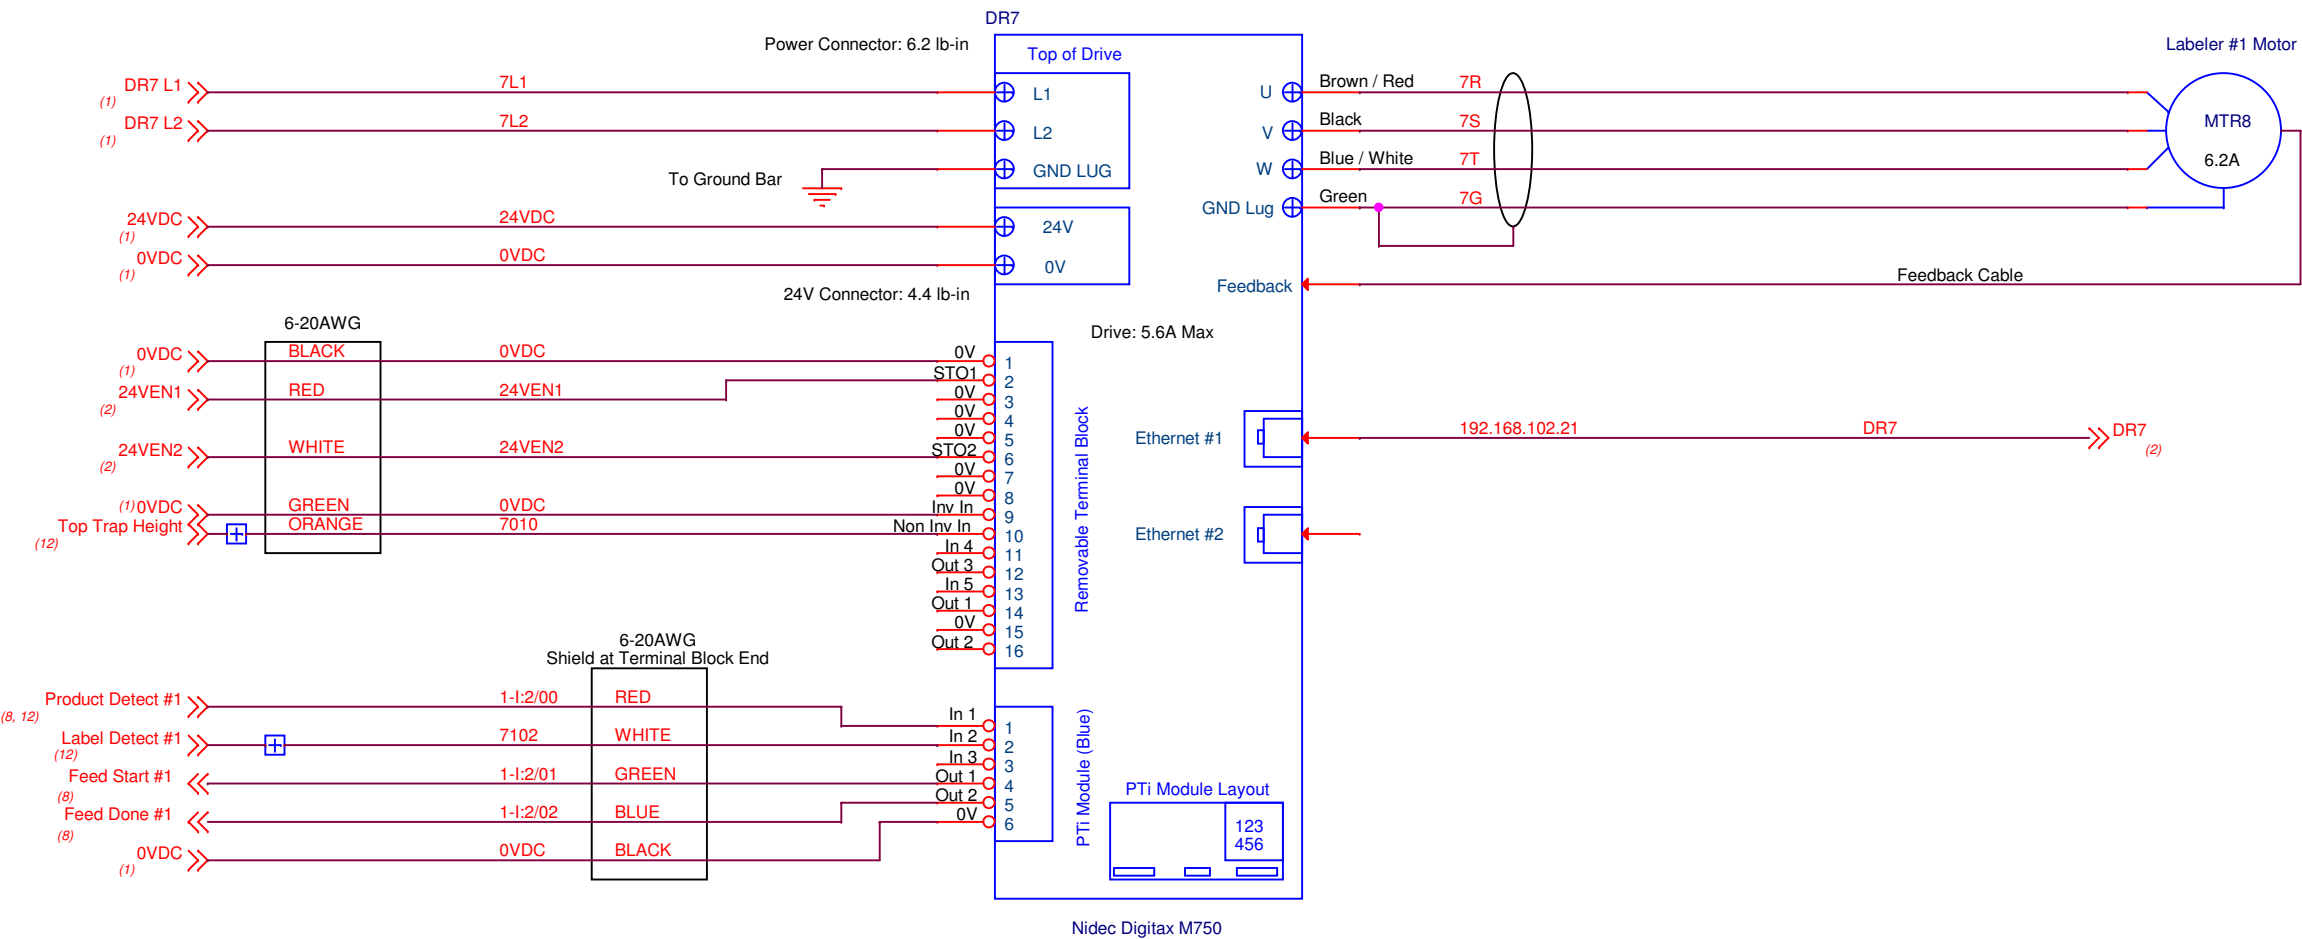 DR7
Power Connector: 6.2 lb-in
Top of Drive
Labeler #1 Motor
DR7 L1
(1)
7L1
L1
U
Brown / Red
7R
DR7 L2
(1)
7L2
L2
V
Black
7S
MTR8
6.2A
To Ground Bar
GND LUG
W
Blue / White
7T
GND Lug
Green
7G
24VDC
(1)
24VDC
24V
0VDC
(1)
0VDC
0V
24V Connector: 4.4 lb-in
Feedback
Feedback Cable
Drive: 5.6A Max
6-20AWG
0VDC
(1)
BLACK
0VDC
0V
1
24VEN1
(2)
RED
24VEN1
STO1
2
0V
3
0V
4
0V
5
24VEN2
(2)
WHITE
24VEN2
STO2
6
0V
7
0V
8
(1)
0VDC
GREEN
0VDC
Inv In
9
Top Trap Height
(12)
ORANGE
7010
Non Inv In
10
In 4
11
Out 3
12
In 5
13
Out 1
14
0V
15
Out 2
16
Removable Terminal Block
Ethernet #1
192.168.102.21
DR7
DR7
(2)
Ethernet #2
6-20AWG
Shield at Terminal Block End
Product Detect #1
(8, 12)
1-I:2/00
RED
In 1
1
Label Detect #1
(12)
7102
WHITE
In 2
2
In 3
3
Feed Start #1
(8)
1-I:2/01
GREEN
Out 1
4
Feed Done #1
(8)
1-I:2/02
BLUE
Out 2
5
0VDC
(1)
0VDC
BLACK
0V
6
PTi Module (Blue)
PTi Module Layout
123
456
Nidec Digitax M750